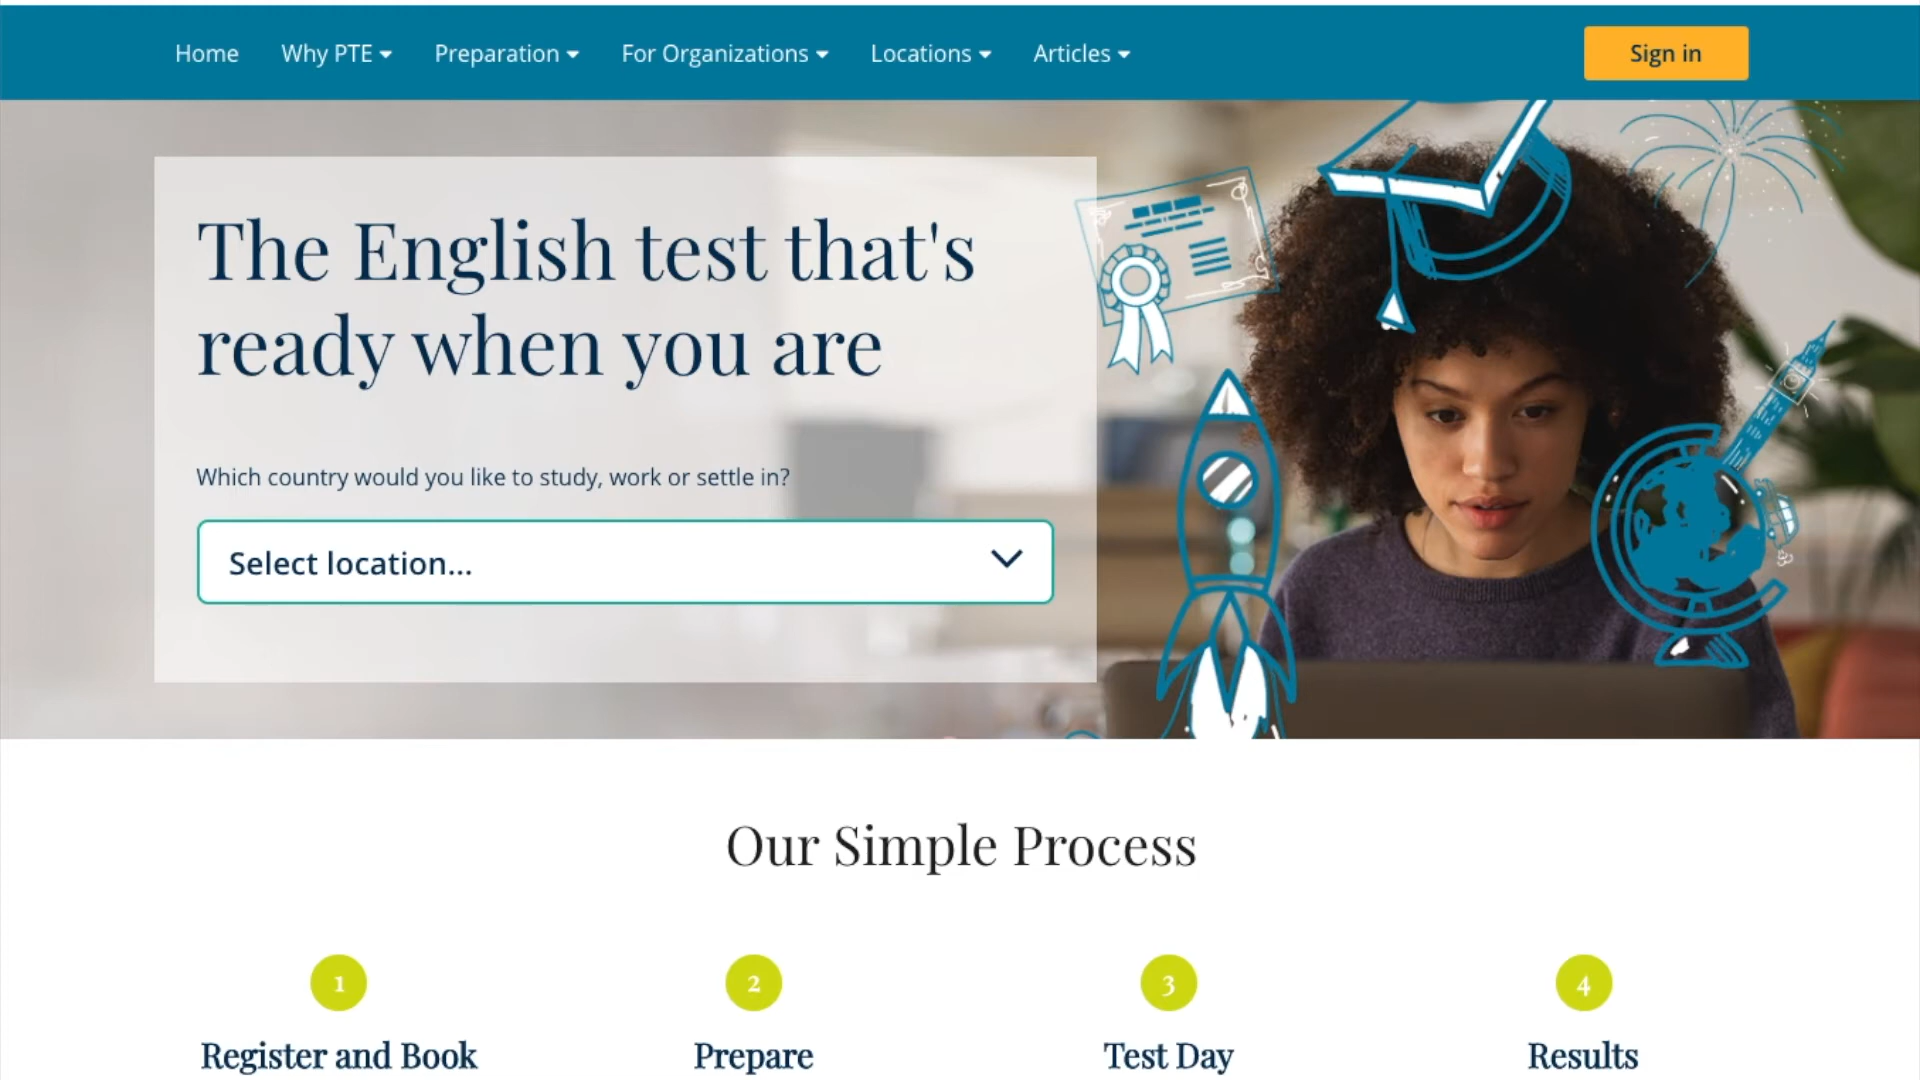 Home
Why PTE
Preparation
For Organizations
Locations
Articles
Sign in
The English test that's
ready when you are
Which country would you like to study, work or settle in?
Select location...
Our Simple Process
1
2
3
4
Register and Book
Prepare
Test Day
Results